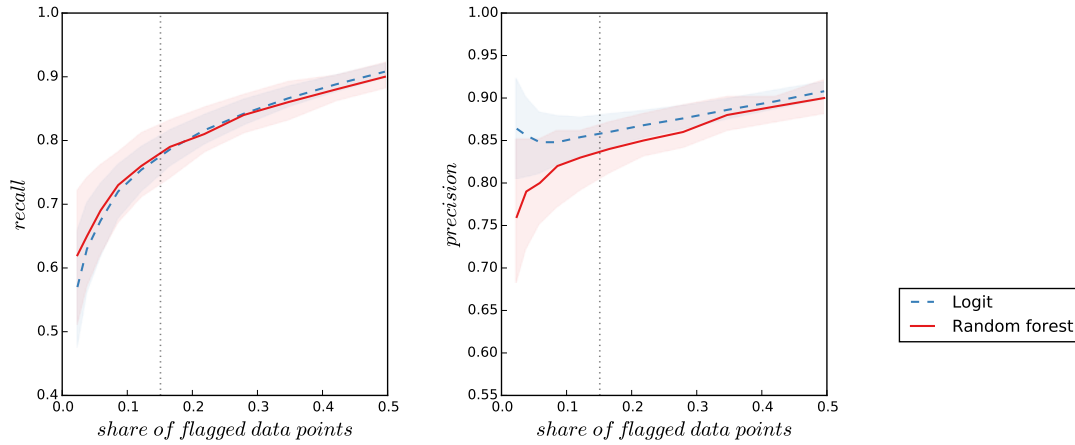 1.0
0.9
0.8
0.7
0.6
0.5
0.4
recall
0.0 0.1 0.2 0.3 0.4 0.5
share of flagged data points
1.00
0.95
0.90
0.85
0.80
0.75
0.70
0.65
0.60
0.55
precision
0.0 0.1 0.2 0.3 0.4 0.5
share of flagged data points
Logit
Random forest